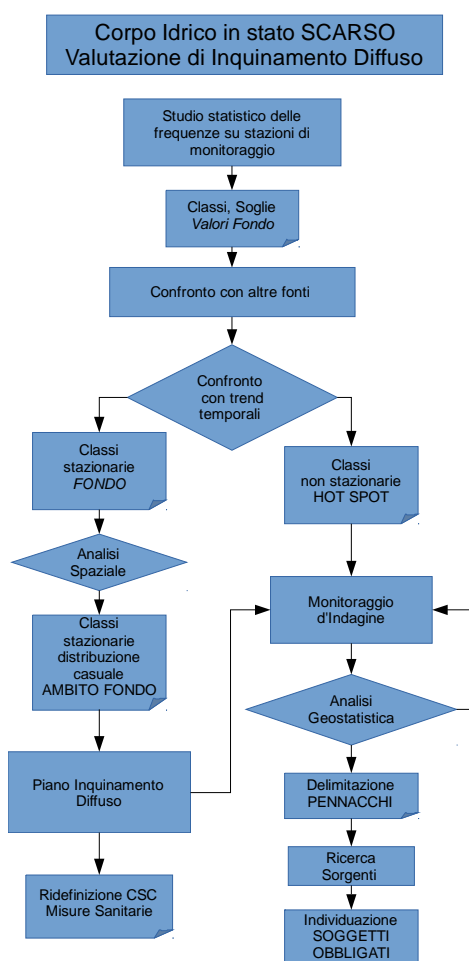 Corpo Idrico in stato SCARSO
Valutazione di Inquinamento Diffuso
Studio statistico delle
frequenze su stazioni di
monitoraggio
Classi, Soglie
Valori Fondo
Confronto con altre fonti
Confronto
con trend
temporali
Classi
stazionarie
FONDO
Classi
non stazionarie
HOT SPOT
Analisi
Spaziale
Monitoraggio
d'Indagine
Classi
stazionarie
distribuzione
casuale
AMBITO FONDO
Analisi
Geostatistica
Piano Inquinamento
Diffuso
Delimitazione
PENNACCHI
Ricerca
Sorgenti
Ridefinizione CSC
Misure Sanitarie
Individuazione
SOGGETTI
OBBLIGATI